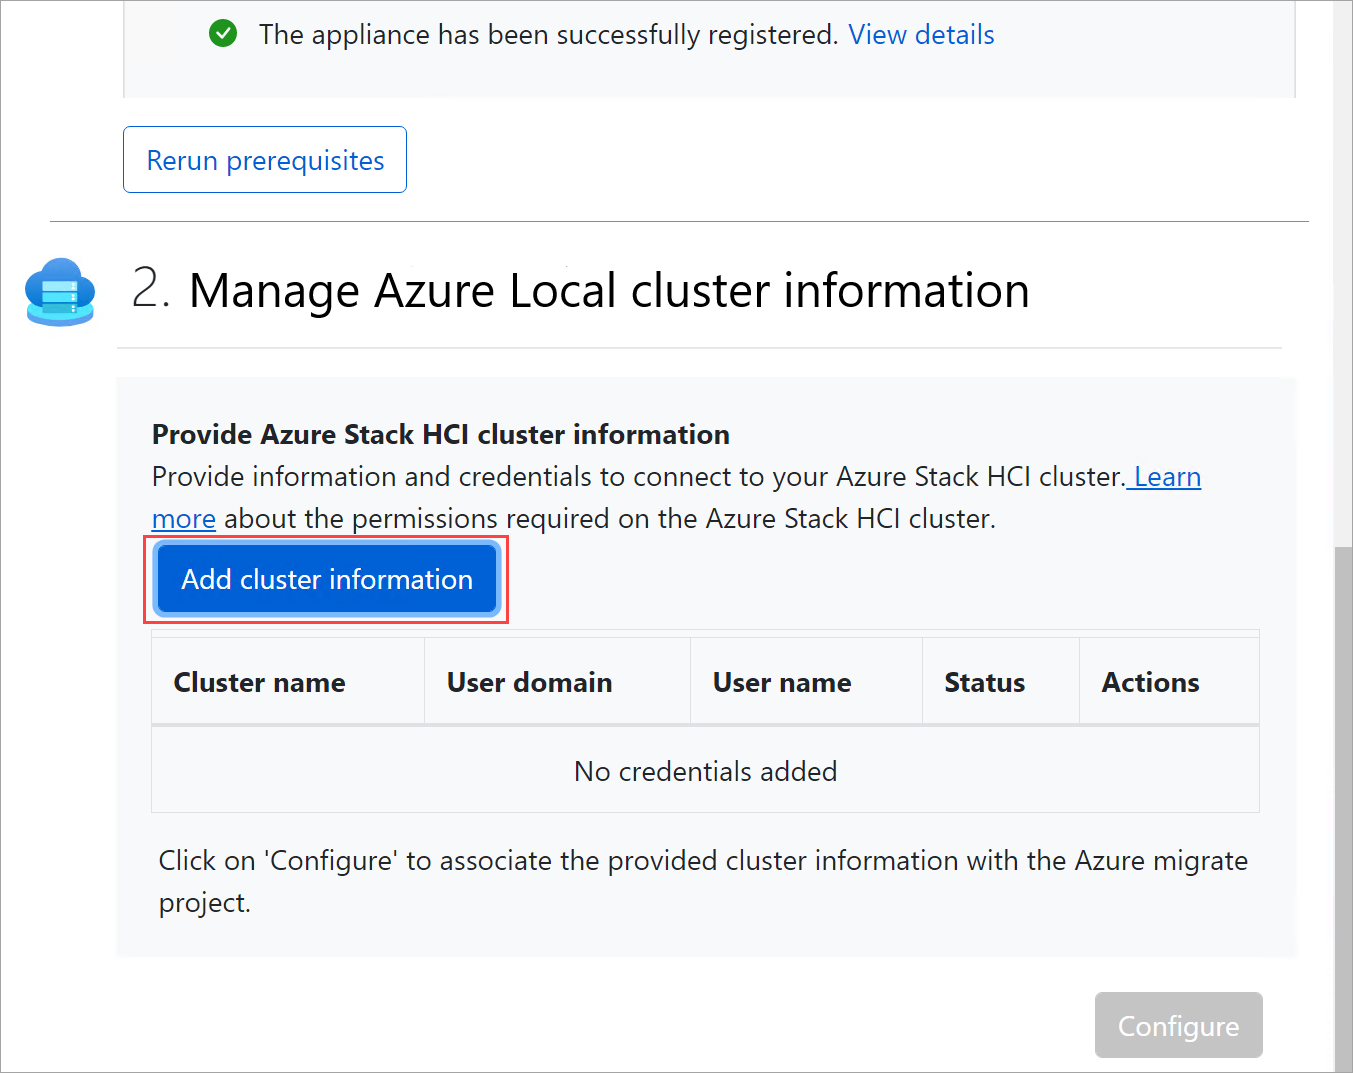 The appliance has been successfully registered. View details
Rerun prerequisites
2. Manage Azure Local cluster information
Provide Azure Stack HCI cluster information
Provide information and credentials to connect to your Azure Stack HCI cluster. Learn
more about the permissions required on the Azure Stack HCI cluster.
Add cluster information
Cluster name User domain User name Status Actions
No credentials added
Click on 'Configure' to associate the provided cluster information with the Azure migrate
project.
Configure